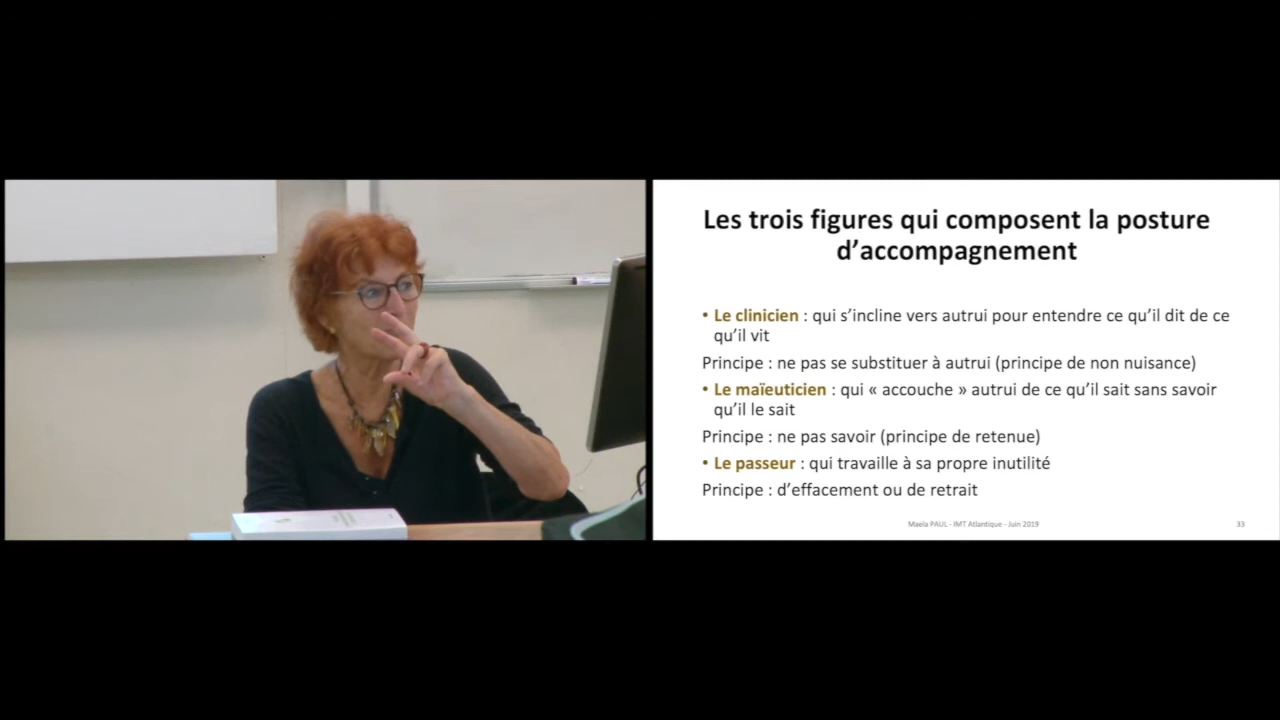 Les trois figures qui composent la posture
d’accompagnement
• Le clinicien : qui s’incline vers autrui pour entendre ce qu’il dit de ce
qu’il vit
Principe : ne pas se substituer à autrui (principe de non nuisance)
• Le maïeuticien : qui « accouche » autrui de ce qu’il sait sans savoir
qu’il le sait
Principe : ne pas savoir (principe de retenue)
• Le passeur : qui travaille à sa propre inutilité
Principe : d’effacement ou de retrait
Maela PAUL - IMT Atlantique - Juin 2019
33